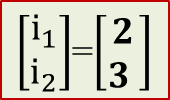 [i₁] = [2]
[i₂] [3]